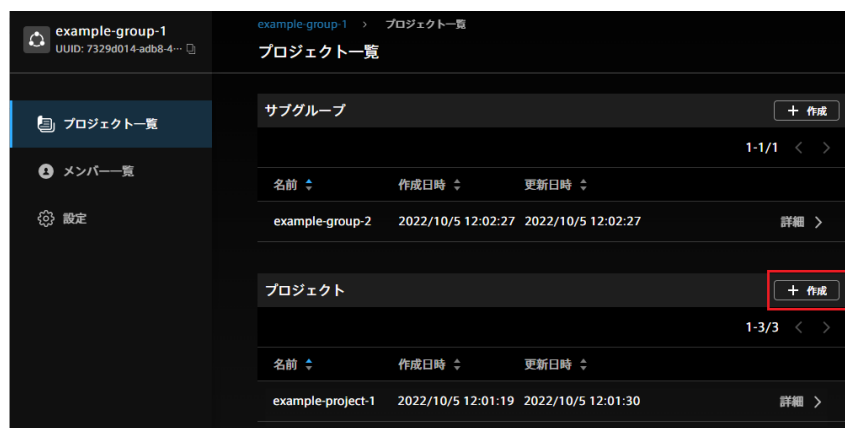 example-group-1
UUID: 7329d014-adb8-4…
example-group-1 › プロジェクト一覧
プロジェクト一覧
プロジェクト一覧
メンバー一覧
設定
サブグループ
+ 作成
1-1/1 < >
名前 作成日時 更新日時
example-group-2 2022/10/5 12:02:27 2022/10/5 12:02:27 詳細 >
プロジェクト
+ 作成
1-3/3 < >
名前 作成日時 更新日時
example-project-1 2022/10/5 12:01:19 2022/10/5 12:01:30 詳細 >